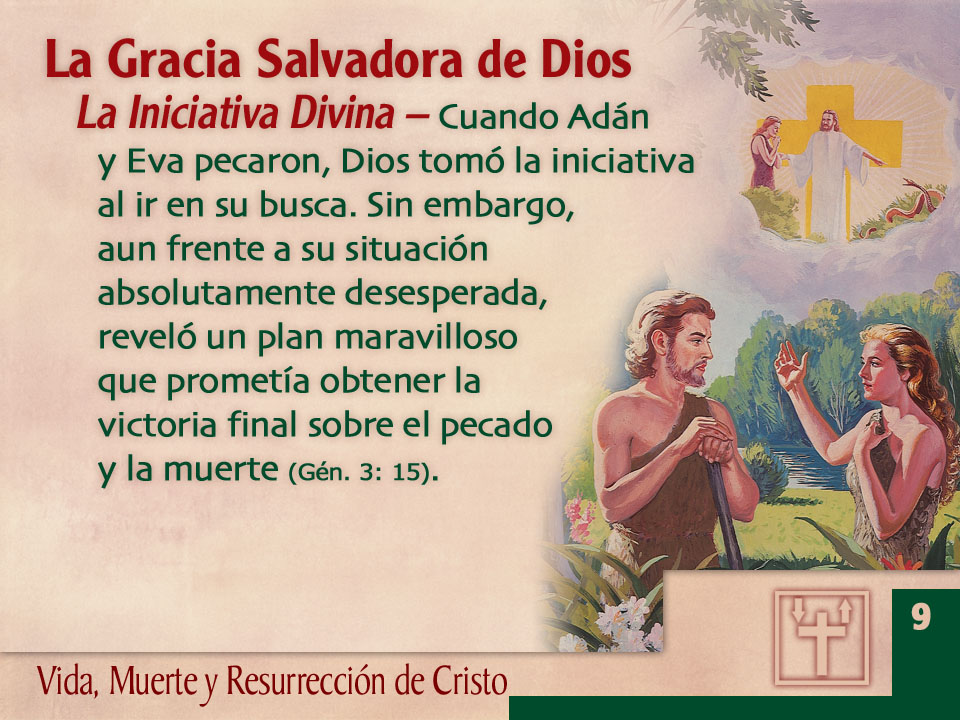 La Gracia Salvadora de Dios
La Iniciativa Divina – Cuando Adán
y Eva pecaron, Dios tomó la iniciativa
al ir en su busca. Sin embargo,
aun frente a su situación
absolutamente desesperada,
reveló un plan maravilloso
que prometía obtener la
victoria final sobre el pecado
y la muerte (Gén. 3: 15).
9
Vida, Muerte y Resurrección de Cristo